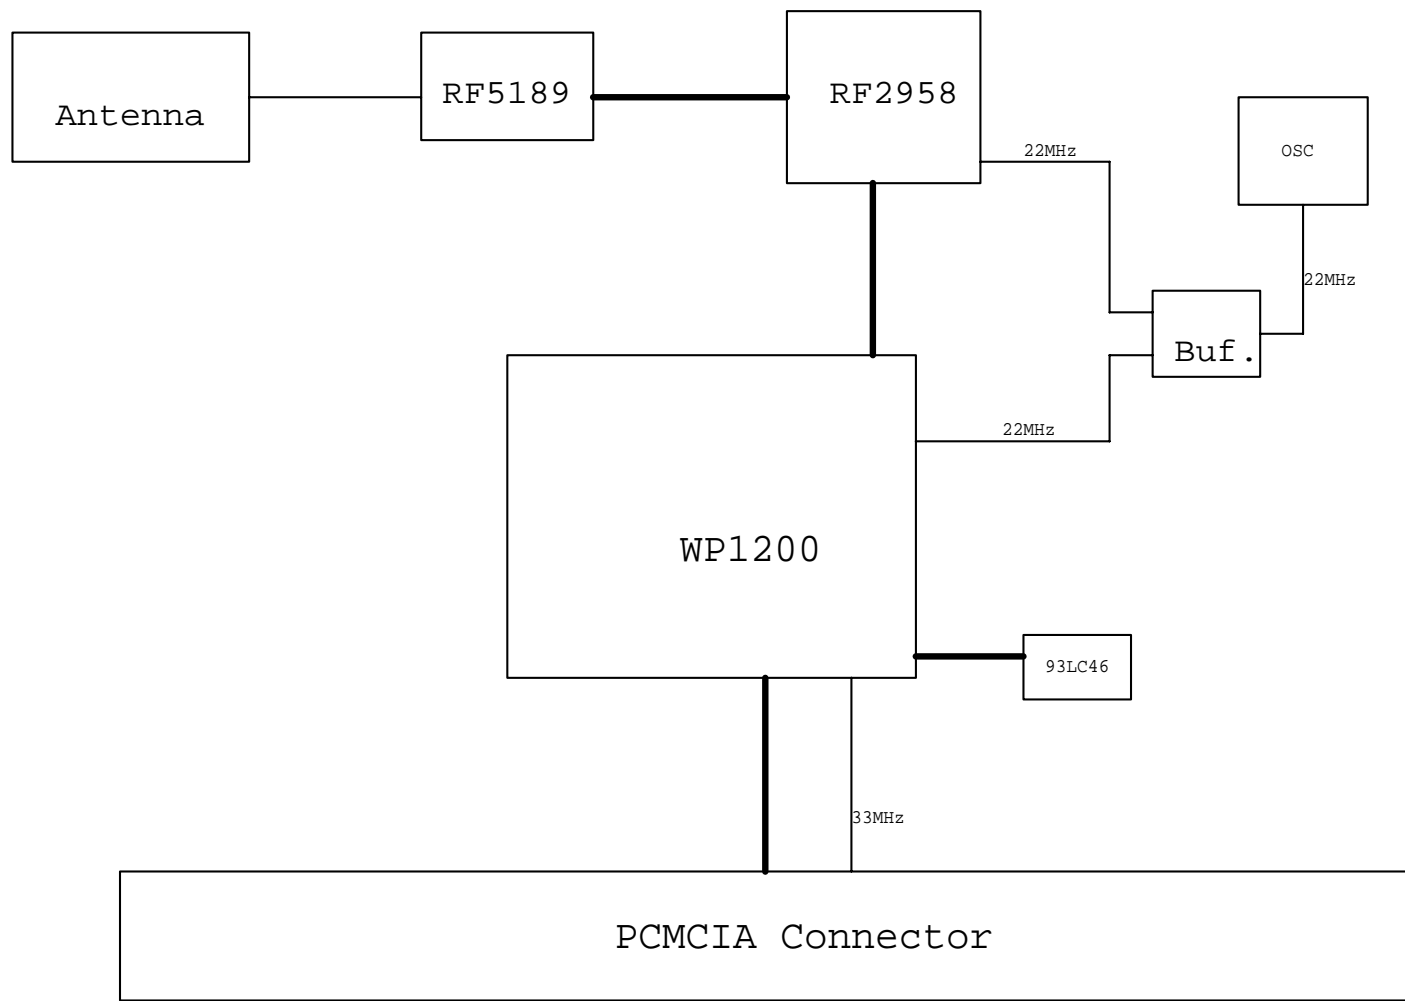 Antenna
RF5189
RF2958
OSC
22MHz
22MHz
Buf.
22MHz
WP1200
93LC46
33MHz
PCMCIA Connector